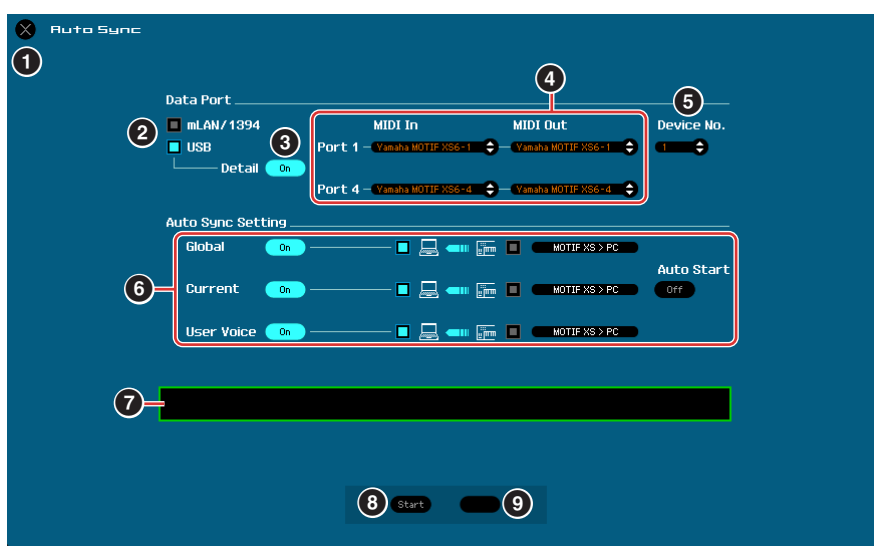 Auto Sync
1
4
5
Data Port
2 mLAN/1394 MIDI In MIDI Out Device No.
USB 3 Port 1 Yamaha MOTIF XS6-1 Yamaha MOTIF XS6-1 1
Detail On
Port 4 Yamaha MOTIF XS6-4 Yamaha MOTIF XS6-4
Auto Sync Setting
Global On MOTIF XS > PC
Auto Start
6 Current On MOTIF XS > PC Off
User Voice On MOTIF XS > PC
7
8 Start 9